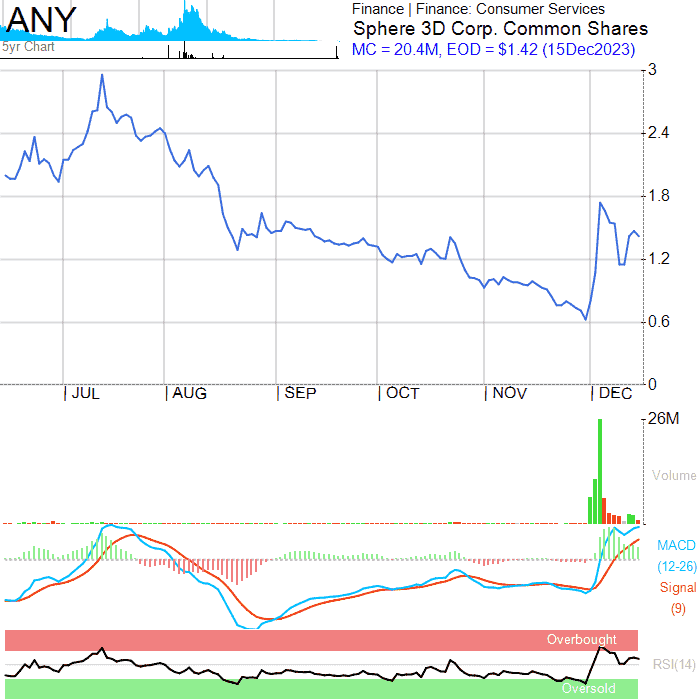 ANY
5yr Chart
Finance | Finance: Consumer Services
Sphere 3D Corp. Common Shares
MC = 20.4M, EOD = $1.42 (15Dec2023)
3
2.4
1.8
1.2
0.6
0
JUL AUG SEP OCT NOV DEC
26M
Volume
MACD
(12-26)
Signal
(9)
Overbought
RSI(14)
Oversold